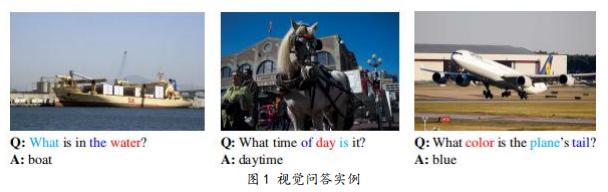 Q: What is in the water?
A: boat
Q: What time of day is it?
A: daytime
Q: What color is the plane's tail?
A: blue
图1 视觉问答实例